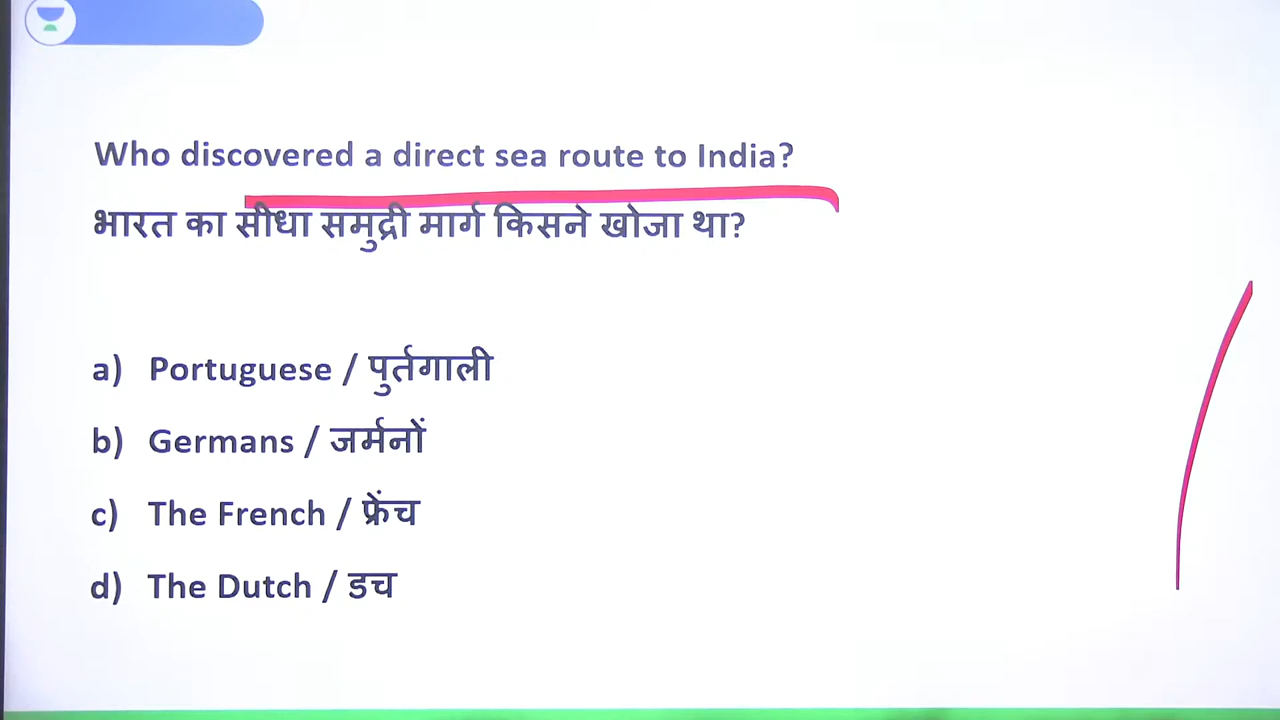 Who discovered a direct sea route to India?
भारत का सीधा समुद्री मार्ग किसने खोजा था?
a) Portuguese / पुर्तगाली
b) Germans / जर्मनों
c) The French / फ्रेंच
d) The Dutch / डच